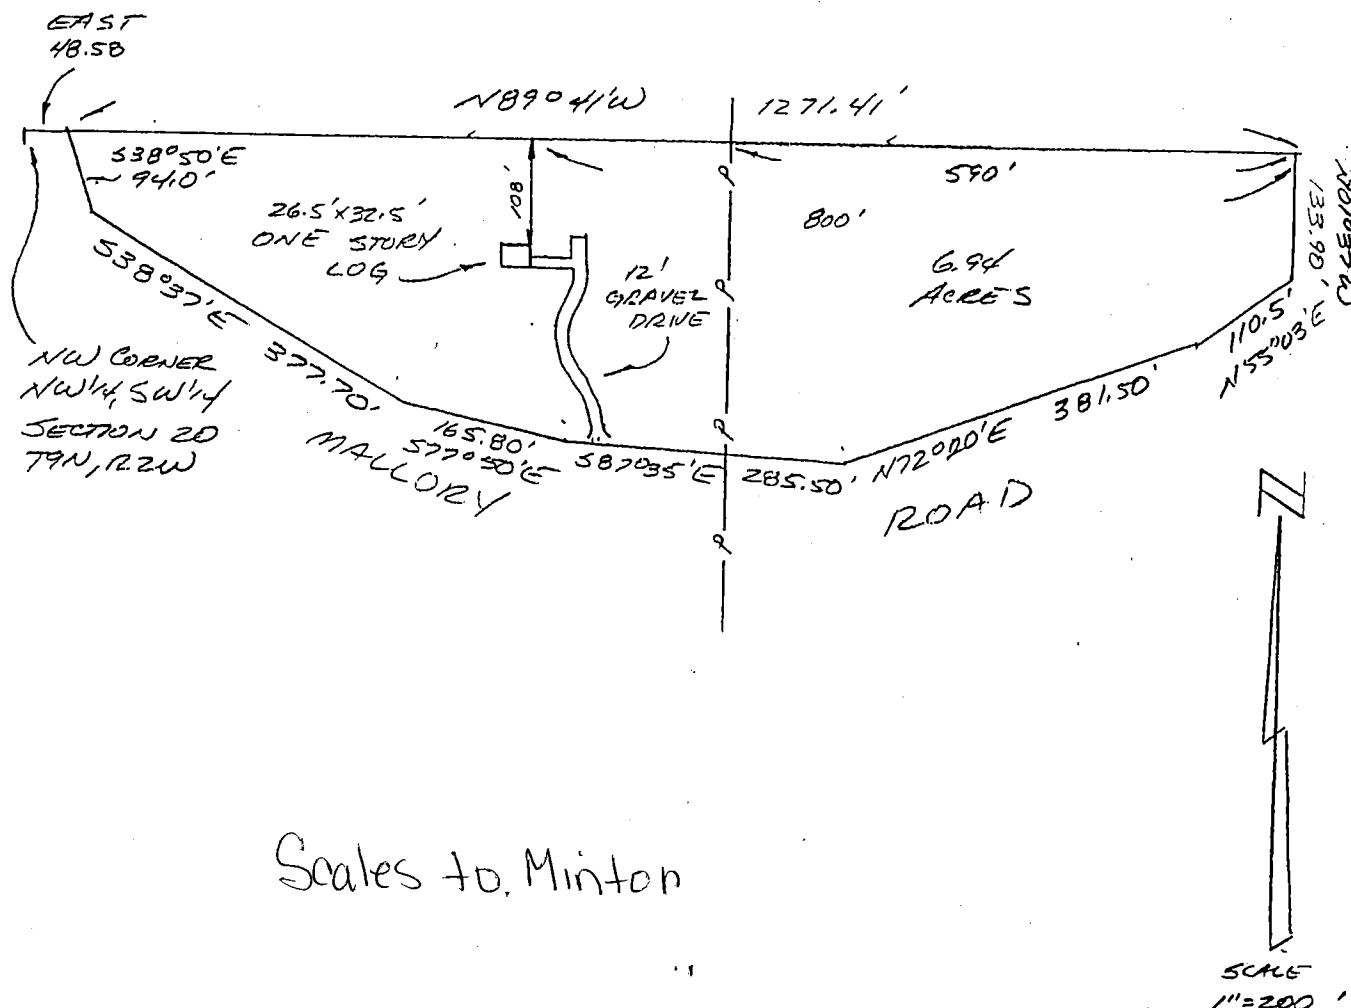 EAST
48.58
N89°41'W 1271.41'
S38°50'E
94.0'
108'
590'
800'
133.90'
26.5'x32.5'
ONE STORY
LOG
12'
GRAVEL
DRIVE
6.94
ACRES
S38°37'E 377.70'
110.5'
N55°03'E
NW CORNER
NW¼, SW¼
SECTION 20
T9N, R2W
165.80'
S77°50'E
S87°35'E 285.50'
N72°20'E 381.50'
MALLORY ROAD
P
P
P
P
N
Scales to Minton
SCALE
1"=200'